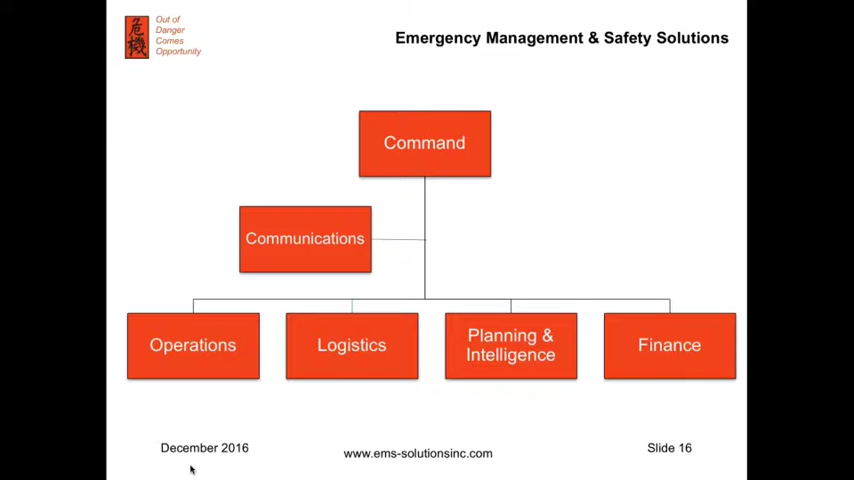 危
機
Out of
Danger
Comes
Opportunity
Emergency Management & Safety Solutions
Command
Communications
Operations
Logistics
Planning &
Intelligence
Finance
December 2016
www.ems-solutionsinc.com
Slide 16